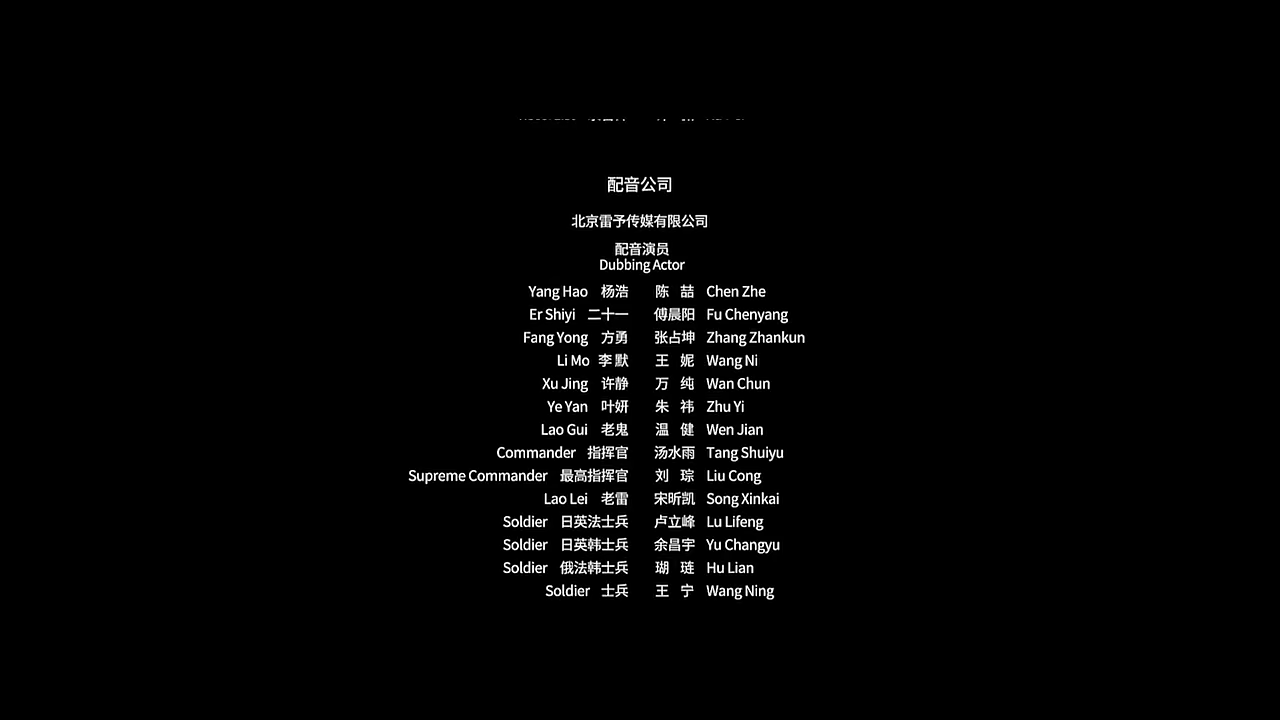 配音公司
北京雷予传媒有限公司
配音演员
Dubbing Actor
Yang Hao 杨浩 陈 喆 Chen Zhe
Er Shiyi 二十一 傅晨阳 Fu Chenyang
Fang Yong 方勇 张占坤 Zhang Zhankun
Li Mo 李默 王 妮 Wang Ni
Xu Jing 许静 万 纯 Wan Chun
Ye Yan 叶妍 朱 祎 Zhu Yi
Lao Gui 老鬼 温 健 Wen Jian
Commander 指挥官 汤水雨 Tang Shuiyu
Supreme Commander 最高指挥官 刘 琮 Liu Cong
Lao Lei 老雷 宋昕凯 Song Xinkai
Soldier 日英法士兵 卢立峰 Lu Lifeng
Soldier 日英韩士兵 余昌宇 Yu Changyu
Soldier 俄法韩士兵 瑚 琏 Hu Lian
Soldier 士兵 王 宁 Wang Ning